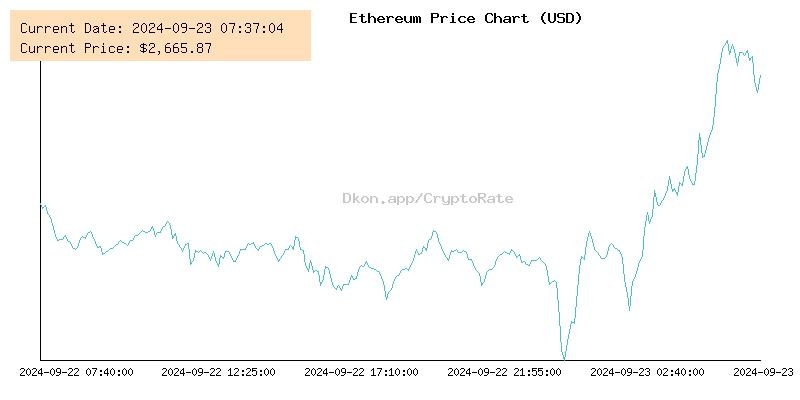 Ethereum Price Chart (USD)
Current Date: 2024-09-23 07:37:04
Current Price: $2,665.87
Dkon.app/CryptoRate
2024-09-22 07:40:00 2024-09-22 12:25:00 2024-09-22 17:10:00 2024-09-22 21:55:00 2024-09-23 02:40:00 2024-09-23